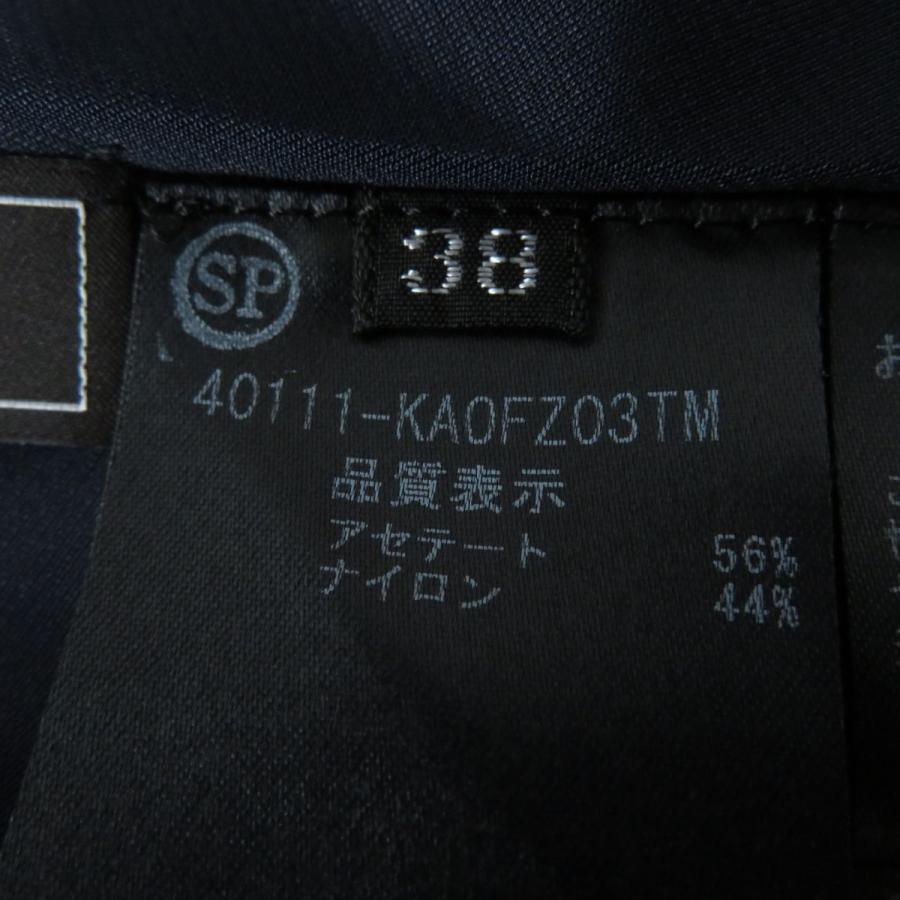 SP
38
40111-KA0FZ03TM
品質表示
アセテート 56%
ナイロン 44%
お